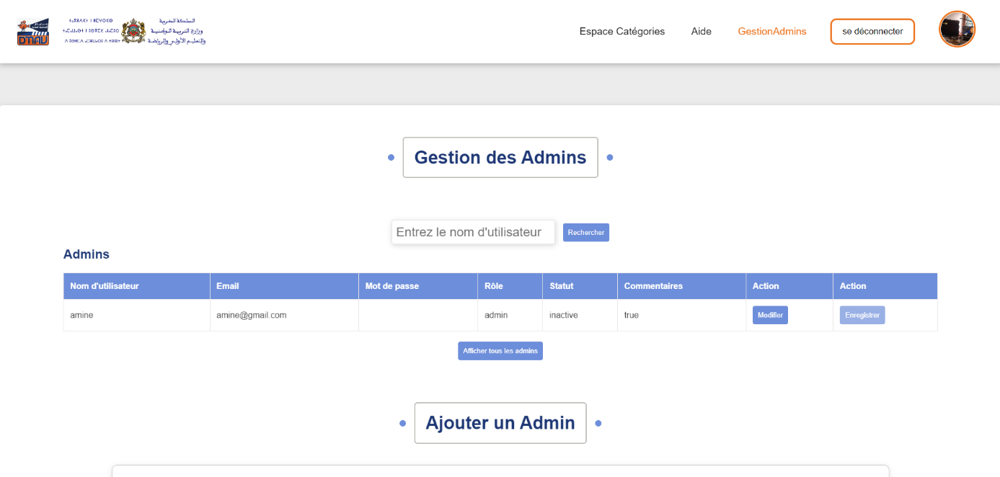 المملكة المغربية
وزارة التربية الوطنية
والتعليم الأولي والرياضة
Espace Catégories
Aide
GestionAdmins
se déconnecter
Gestion des Admins
Entrez le nom d'utilisateur
Rechercher
Admins
Nom d'utilisateur Email Mot de passe Rôle Statut Commentaires Action Action
amine amine@gmail.com admin inactive true Modifier Enregistrer
Afficher tous les admins
Ajouter un Admin